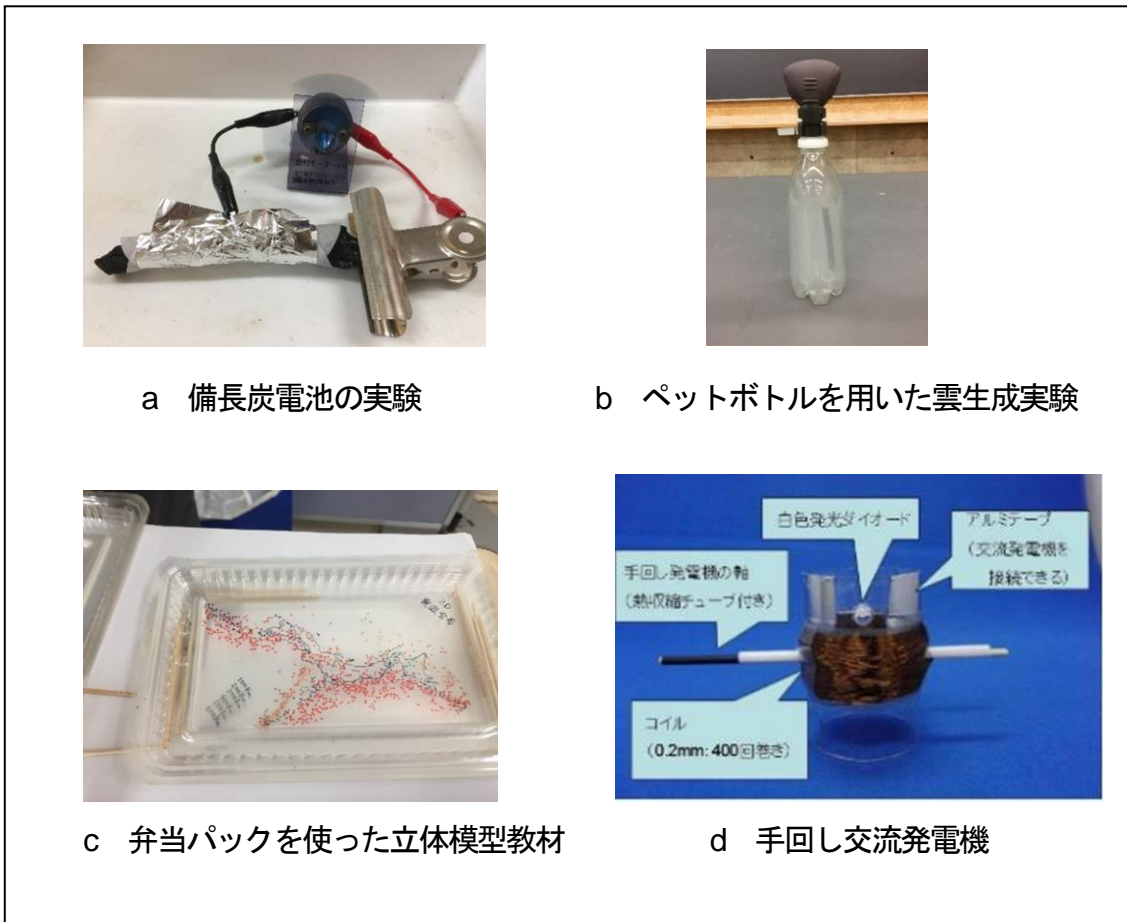 a 備長炭電池の実験
b ペットボトルを用いた雲生成実験
白色発光ダイオード
アルミテープ
(交流発電機を
接続できる)
手回し発電機の軸
(熱収縮チューブ付き)
コイル
(0.2mm: 400回巻き)
c 弁当パックを使った立体模型教材
d 手回し交流発電機